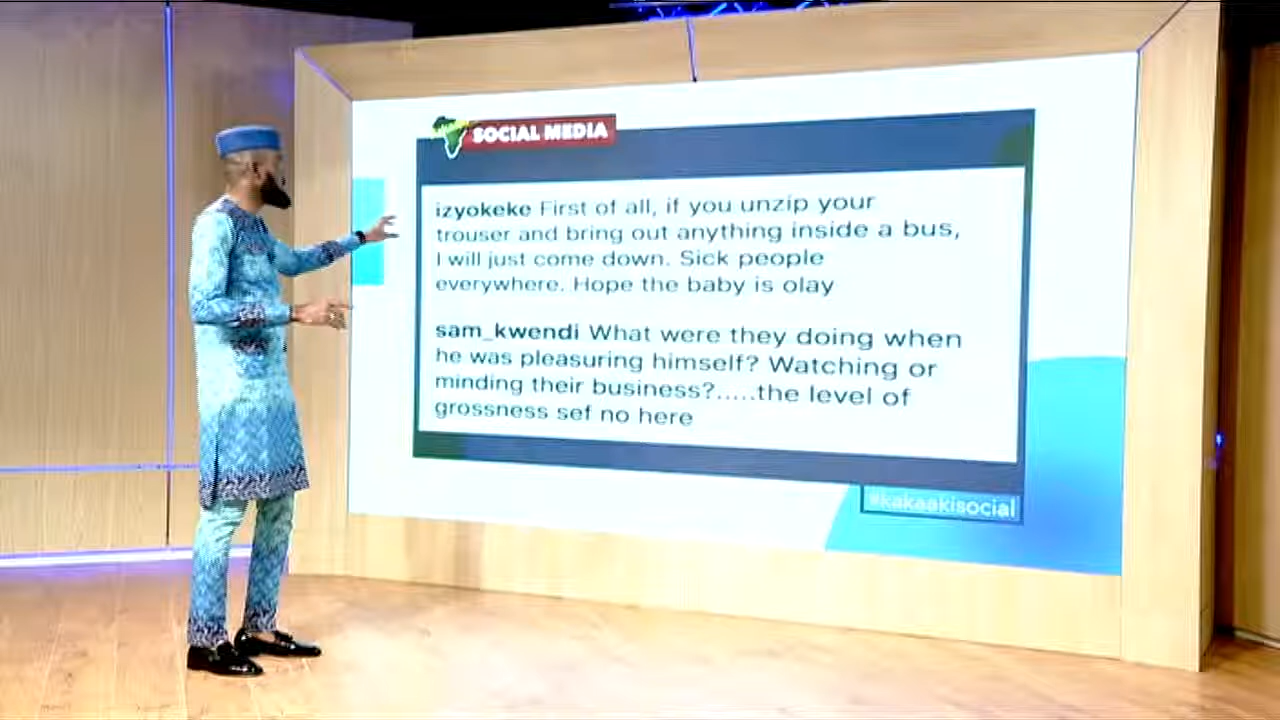 SOCIAL MEDIA
izyokeke First of all, if you unzip your
trouser and bring out anything inside a bus,
I will just come down. Sick people
everywhere. Hope the baby is olay
sam_kwendi What were they doing when
he was pleasuring himself? Watching or
minding their business?.....the level of
grossness sef no here
#kakaakisocial